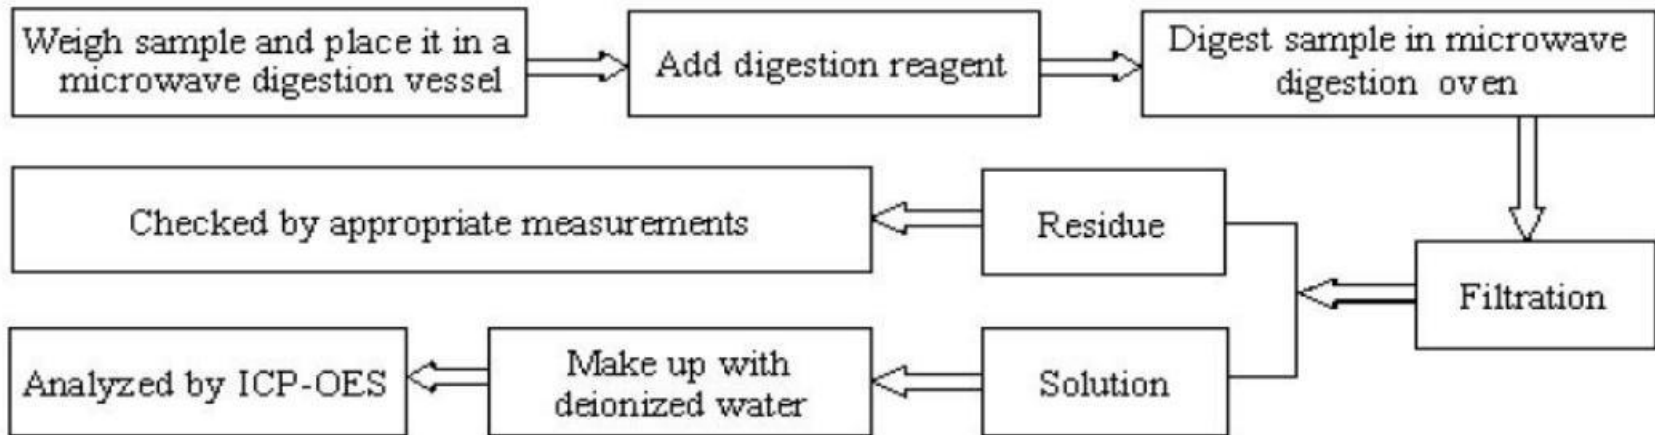 Weigh sample and place it in a
microwave digestion vessel
Add digestion reagent
Digest sample in microwave
digestion oven
Filtration
Residue
Checked by appropriate measurements
Solution
Make up with
deionized water
Analyzed by ICP-OES